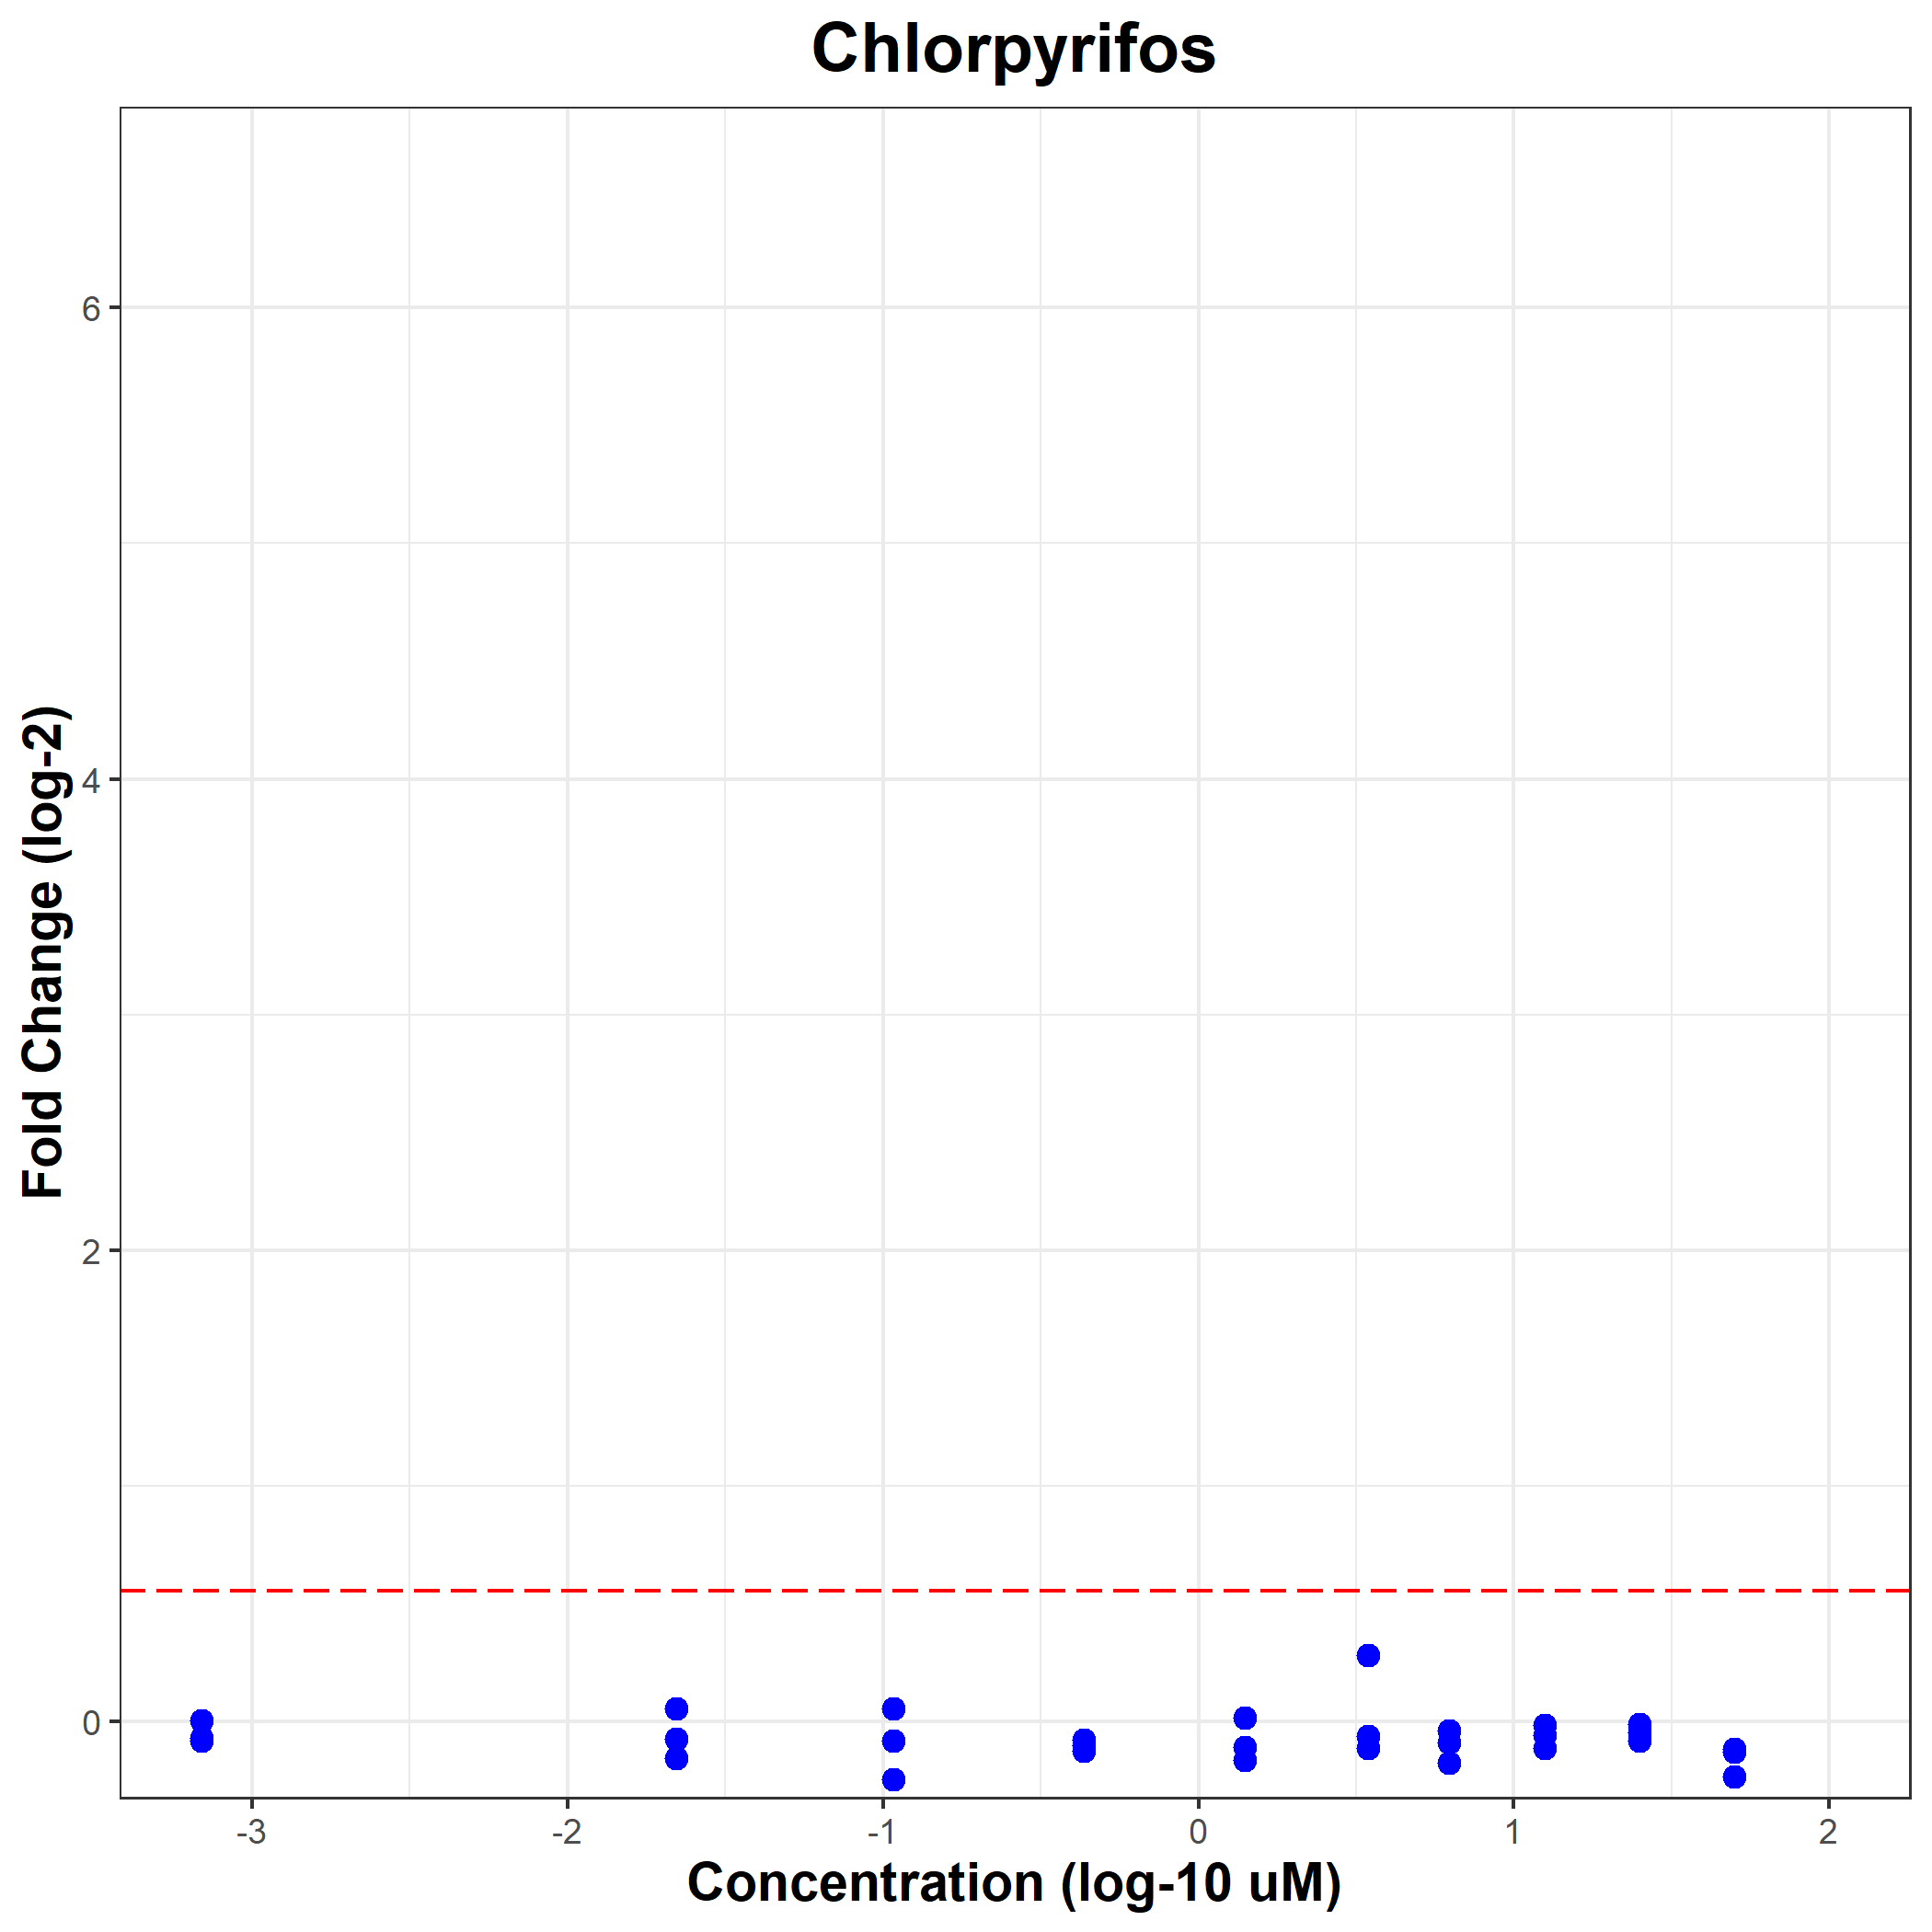 Chlorpyrifos
Fold Change (log-2)
6
4
2
0
-3 -2 -1 0 1 2
Concentration (log-10 uM)